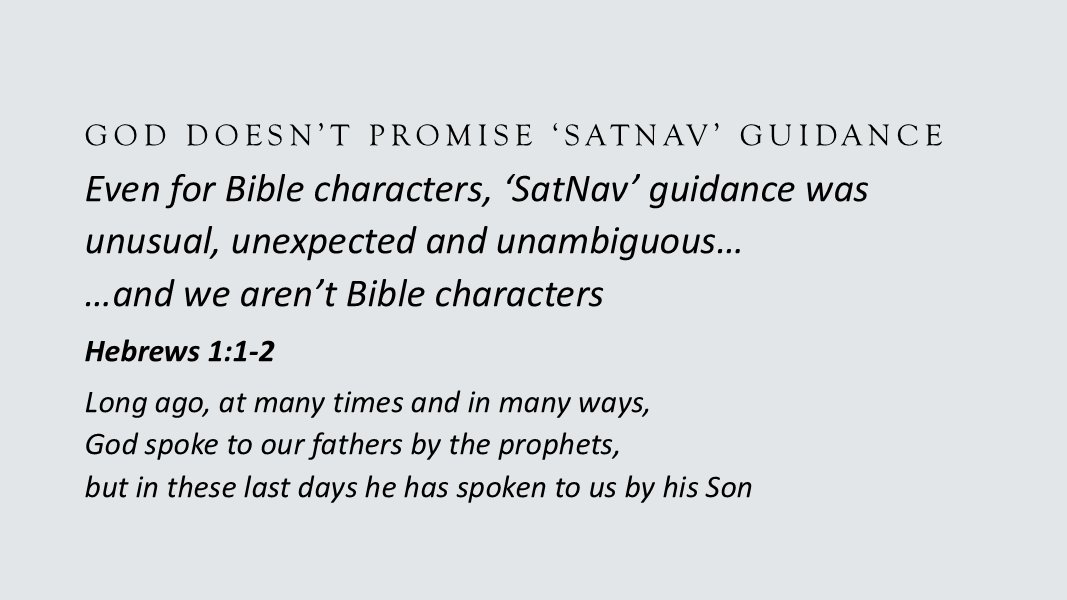 GOD DOESN’T PROMISE ‘SATNAV’ GUIDANCE
Even for Bible characters, ‘SatNav’ guidance was
unusual, unexpected and unambiguous…
…and we aren’t Bible characters
Hebrews 1:1-2
Long ago, at many times and in many ways,
God spoke to our fathers by the prophets,
but in these last days he has spoken to us by his Son